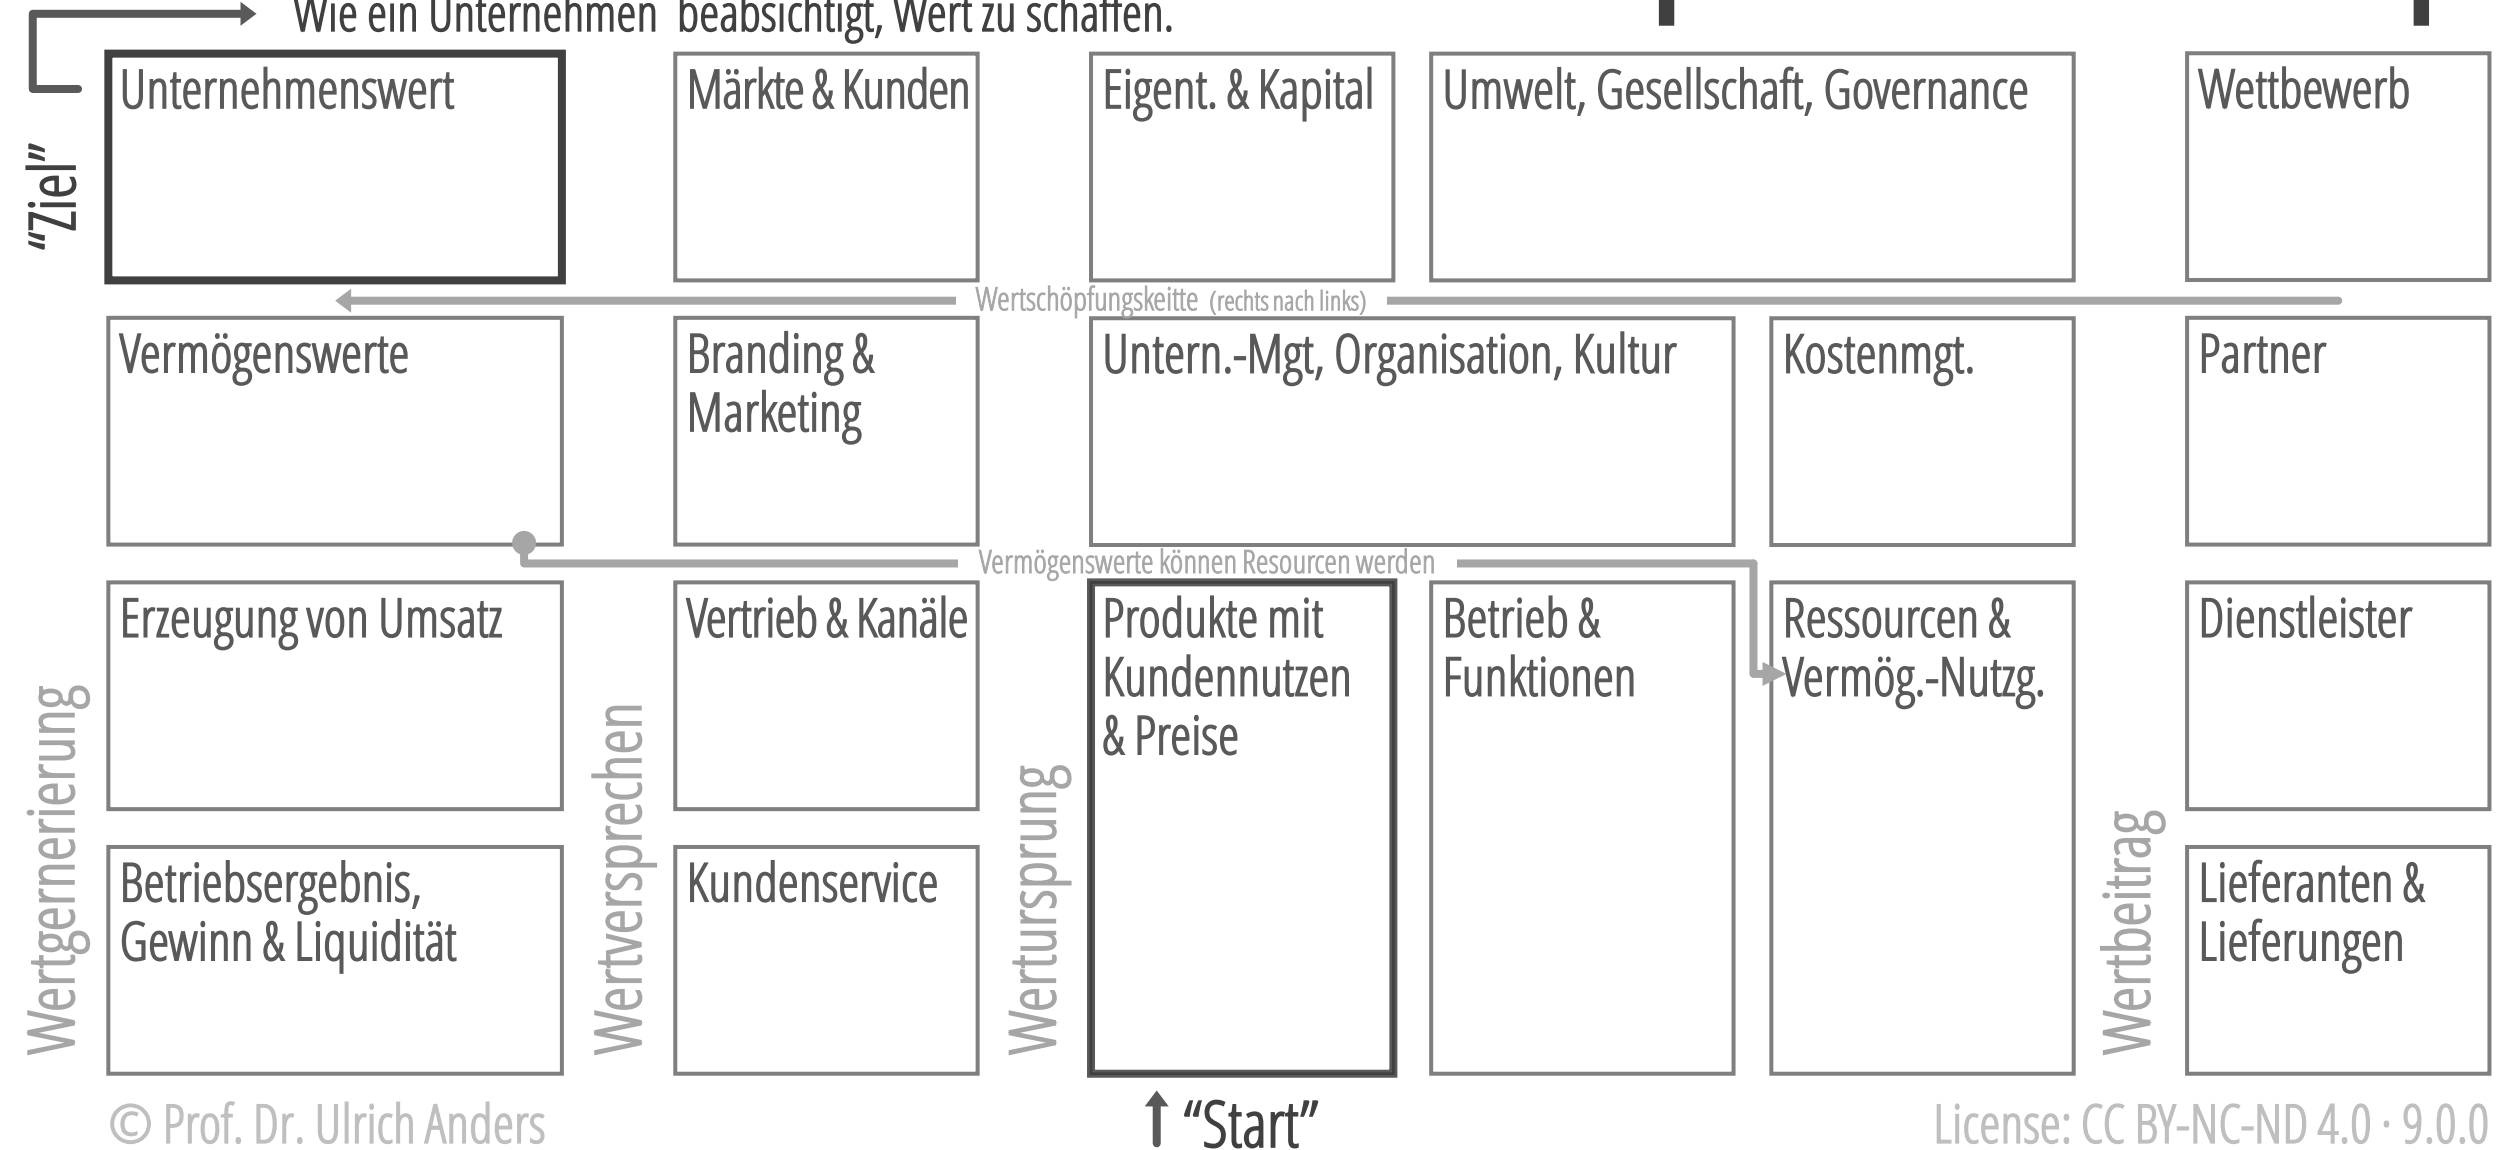 Wie ein Unternehmen beabsichtigt, Wert zu schaffen.
"Ziel"
Unternehmenswert
Märkte & Kunden
Eignt. & Kapital
Umwelt, Gesellschaft, Governance
Wettbewerb
Wertschöpfungskeitte (rechts nach links)
Vermögenswerte
Branding &
Marketing
Untern.-Mgt, Organisation, Kultur
Kostenmgt.
Partner
Vermögenswerte können Resourcen werden
Wertgernerierung
Erzeugung von Umsatz
Wertversprechen
Vertrieb & Kanäle
Wertursprung
Produkte mit
Kundennutzen
& Preise
Betrieb &
Funktionen
Ressourcen &
Vermög.-Nutzg.
Wertbeitrag
Dienstleister
Betriebsergebnis,
Gewinn & Liquidität
Kundenservice
Lieferanten &
Lieferungen
© Prof. Dr. Ulrich Anders
"Start"
License: CC BY-NC-ND 4.0 · 9.0.0